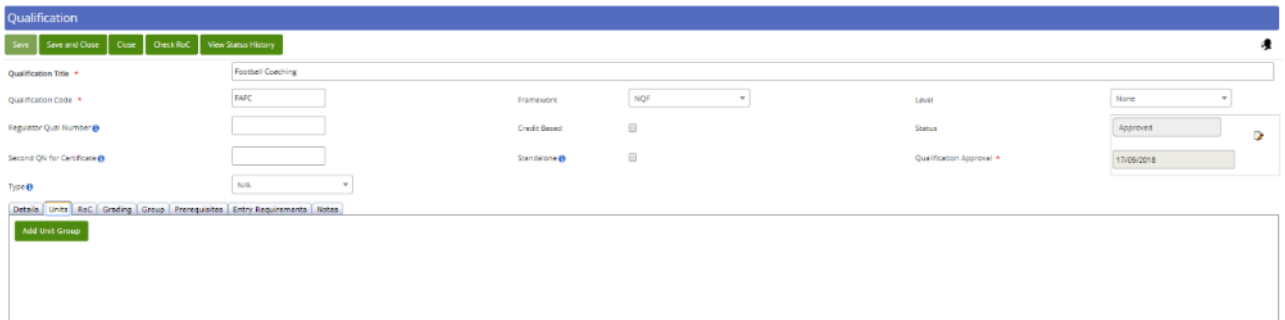 Qualification
Save Save and Close Close Check RoC View Status History
Qualification Title * Football Coaching
Qualification Code * FAFC Framework NQF Level None
Regulator Qual Number Credit Based Status Approved
Second QN for Certificate Standalone Qualification Approval * 17/09/2018
Type N/A
Details Units RoC Grading Group Prerequisites Entry Requirements Notes
Add Unit Group